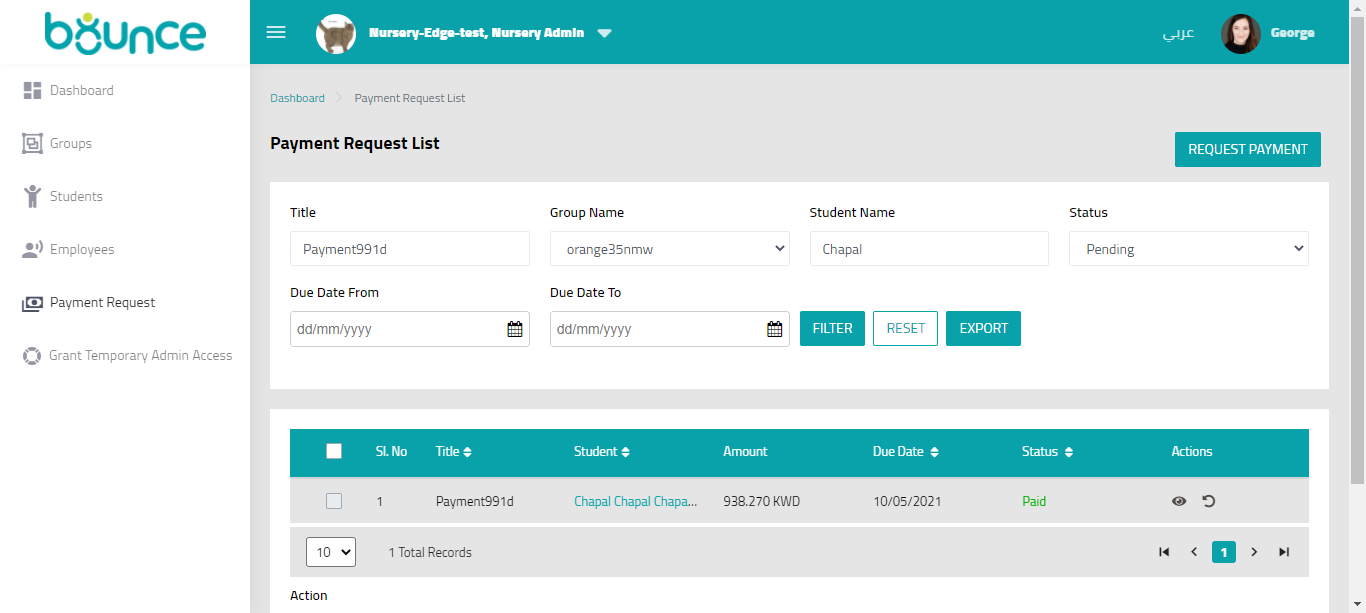 bounce
Nursery-Edge-test, Nursery Admin
عربي
George
Dashboard
Groups
Students
Employees
Payment Request
Grant Temporary Admin Access
Dashboard
Payment Request List
Payment Request List
REQUEST PAYMENT
Title
Group Name
Student Name
Status
Payment991d
orange35nmw
Chapal
Pending
Due Date From
Due Date To
dd/mm/yyyy
dd/mm/yyyy
FILTER
RESET
EXPORT
Sl. No
Title
Student
Amount
Due Date
Status
Actions
1
Payment991d
Chapal Chapal Chapa...
938.270 KWD
10/05/2021
Paid
10
1 Total Records
1
Action